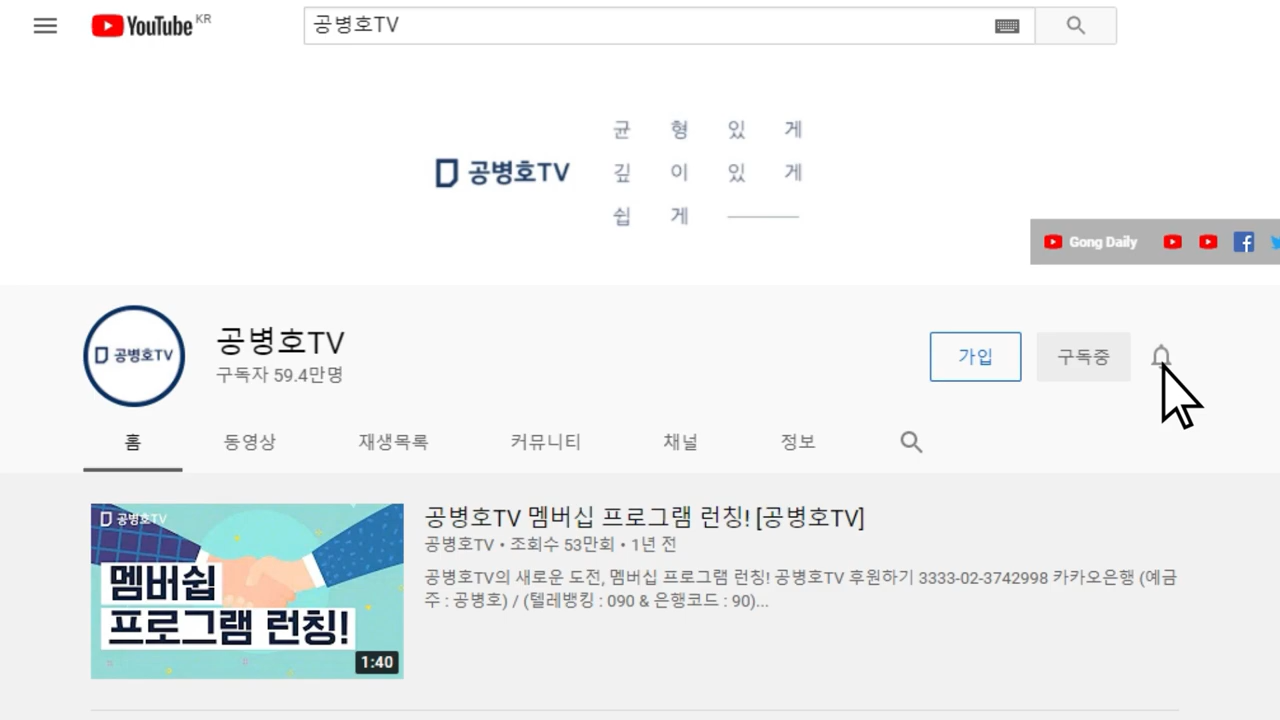 YouTube KR
공병호TV
균형있게
공병호TV
깊이있게
쉽게
Gong Daily
공병호TV
공병호TV
구독자 59.4만명
가입
구독중
홈
동영상
재생목록
커뮤니티
채널
정보
공병호TV
멤버쉽
프로그램 런칭!
1:40
공병호TV 멤버십 프로그램 런칭! [공병호TV]
공병호TV • 조회수 53만회 • 1년 전
공병호TV의 새로운 도전, 멤버십 프로그램 런칭! 공병호TV 후원하기 3333-02-3742998 카카오은행 (예금
주 : 공병호) / (텔레뱅킹 : 090 & 은행코드 : 90)...